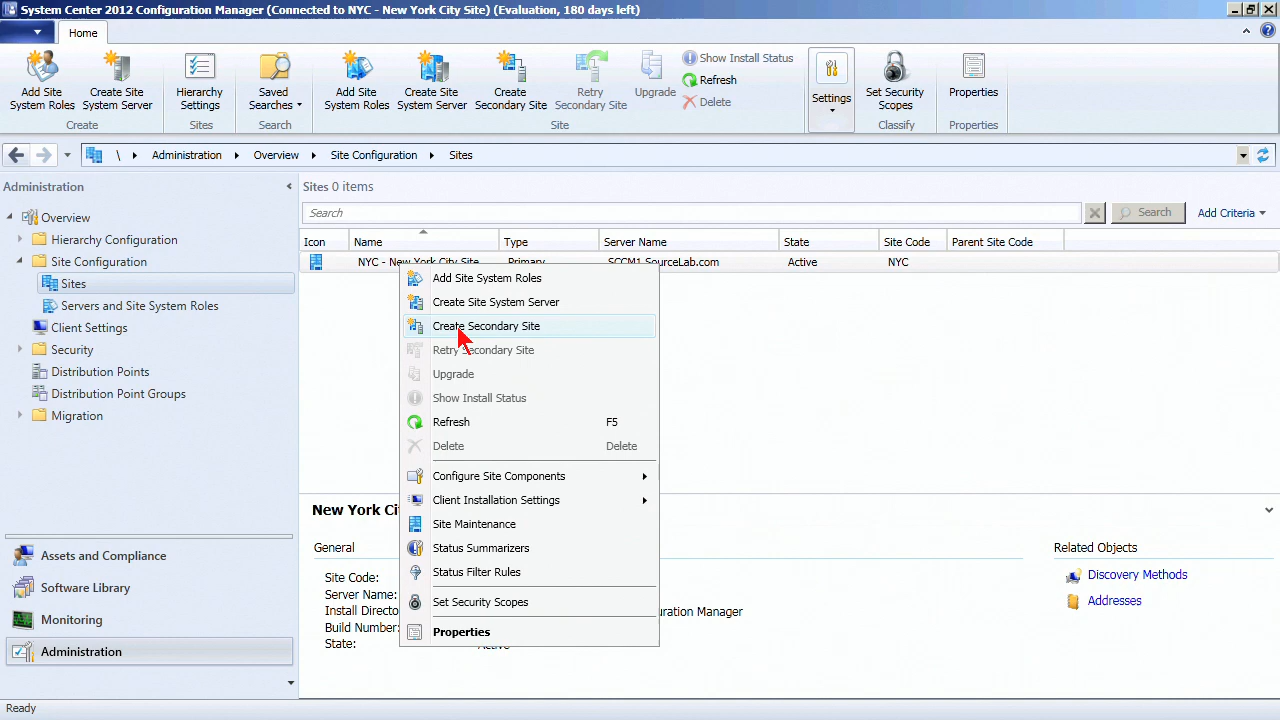 System Center 2012 Configuration Manager (Connected to NYC - New York City Site) (Evaluation, 180 days left)
Home
Add Site System Roles
Create Site System Server
Hierarchy Settings
Saved Searches
Add Site System Roles
Create Site System Server
Create Secondary Site
Retry Secondary Site
Upgrade
Show Install Status
Refresh
Delete
Settings
Set Security Scopes
Properties
Create
Sites
Search
Site
Classify
Properties
\ Administration Overview Site Configuration Sites
Administration
Overview
Hierarchy Configuration
Site Configuration
Sites
Servers and Site System Roles
Client Settings
Security
Distribution Points
Distribution Point Groups
Migration
Assets and Compliance
Software Library
Monitoring
Administration
Sites 0 items
Search
Search
Add Criteria
Icon Name Type Server Name State Site Code Parent Site Code
NYC - New York City Site Primary SCCM1.SourceLab.com Active NYC
Add Site System Roles
Create Site System Server
Create Secondary Site
Retry Secondary Site
Upgrade
Show Install Status
Refresh F5
Delete Delete
Configure Site Components
Client Installation Settings
Site Maintenance
Status Summarizers
Status Filter Rules
Set Security Scopes
Properties
New York
General
Site Code:
Server Name:
Install
Manager
Build Number:
State: Active
Related Objects
Discovery Methods
Addresses
Ready